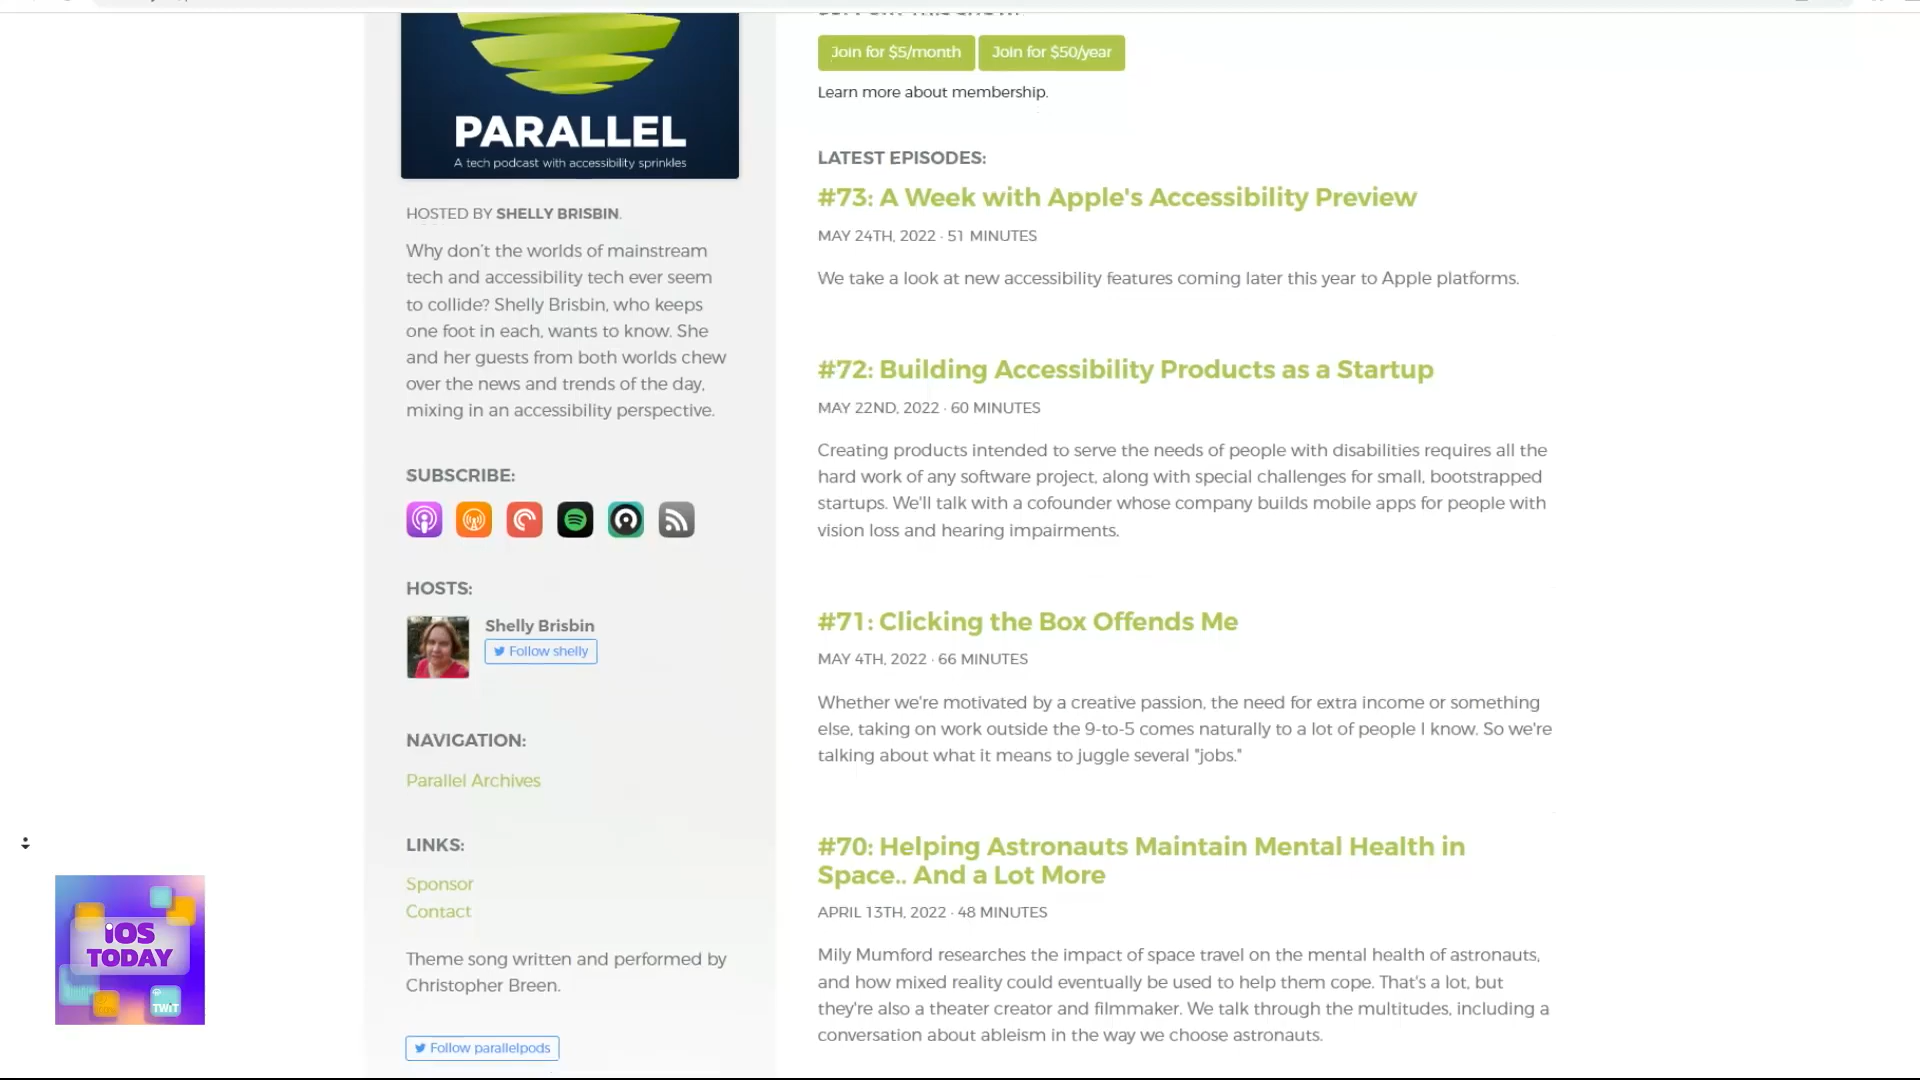 PARALLEL
A tech podcast with accessibility sprinkles
HOSTED BY SHELLY BRISBIN.
Why don't the worlds of mainstream
tech and accessibility tech ever seem
to collide? Shelly Brisbin, who keeps
one foot in each, wants to know. She
and her guests from both worlds chew
over the news and trends of the day,
mixing in an accessibility perspective.
SUBSCRIBE:
HOSTS:
Shelly Brisbin
Follow shelly
NAVIGATION:
Parallel Archives
LINKS:
Sponsor
Contact
Theme song written and performed by
Christopher Breen.
Follow parallelpods
Join for $5/month
Join for $50/year
Learn more about membership.
LATEST EPISODES:
#73: A Week with Apple's Accessibility Preview
MAY 24TH, 2022 · 51 MINUTES
We take a look at new accessibility features coming later this year to Apple platforms.
#72: Building Accessibility Products as a Startup
MAY 22ND, 2022 · 60 MINUTES
Creating products intended to serve the needs of people with disabilities requires all the
hard work of any software project, along with special challenges for small, bootstrapped
startups. We'll talk with a cofounder whose company builds mobile apps for people with
vision loss and hearing impairments.
#71: Clicking the Box Offends Me
MAY 4TH, 2022 · 66 MINUTES
Whether we're motivated by a creative passion, the need for extra income or something
else, taking on work outside the 9-to-5 comes naturally to a lot of people I know. So we're
talking about what it means to juggle several "jobs."
#70: Helping Astronauts Maintain Mental Health in
Space.. And a Lot More
APRIL 13TH, 2022 · 48 MINUTES
Mily Mumford researches the impact of space travel on the mental health of astronauts,
and how mixed reality could eventually be used to help them cope. That's a lot, but
they're also a theater creator and filmmaker. We talk through the multitudes, including a
conversation about ableism in the way we choose astronauts.
iOS
TODAY
TWiT